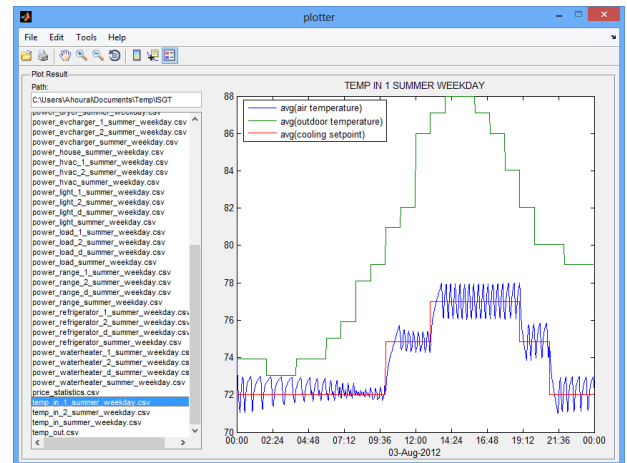 plotter
File Edit Tools Help
Plot Result
Path:
C:\Users\Ahoura\Documents\Temp\ISGT
power_dryer_summer_weekday.csv
power_evcharger_1_summer_weekday.csv
power_evcharger_2_summer_weekday.csv
power_evcharger_summer_weekday.csv
power_house_summer_weekday.csv
power_hvac_1_summer_weekday.csv
power_hvac_2_summer_weekday.csv
power_hvac_summer_weekday.csv
power_light_1_summer_weekday.csv
power_light_2_summer_weekday.csv
power_light_d_summer_weekday.csv
power_light_summer_weekday.csv
power_load_1_summer_weekday.csv
power_load_2_summer_weekday.csv
power_load_d_summer_weekday.csv
power_load_summer_weekday.csv
power_range_1_summer_weekday.csv
power_range_2_summer_weekday.csv
power_range_d_summer_weekday.csv
power_range_summer_weekday.csv
power_refrigerator_1_summer_weekday.csv
power_refrigerator_2_summer_weekday.csv
power_refrigerator_d_summer_weekday.csv
power_refrigerator_summer_weekday.csv
power_waterheater_1_summer_weekday.cs
power_waterheater_2_summer_weekday.cs
power_waterheater_d_summer_weekday.cs
power_waterheater_summer_weekday.csv
price_statistics.csv
temp_in_1_summer_weekday.csv
temp_in_2_summer_weekday.csv
temp_in_summer_weekday.csv
temp_out.csv
TEMP IN 1 SUMMER WEEKDAY
avg(air temperature)
avg(outdoor temperature)
avg(cooling setpoint)
88
86
84
82
80
78
76
74
72
70
00:00 02:24 04:48 07:12 09:36 12:00 14:24 16:48 19:12 21:36 00:00
03-Aug-2012